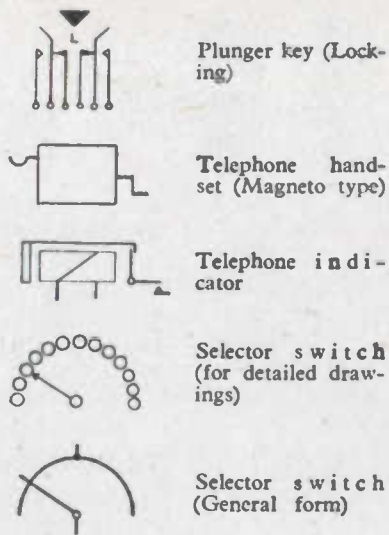 L
Plunger key (Lock-
ing)
Telephone hand-
set (Magneto type)
Telephone indi-
cator
Selector switch
(for detailed draw-
ings)
Selector switch
(General form)